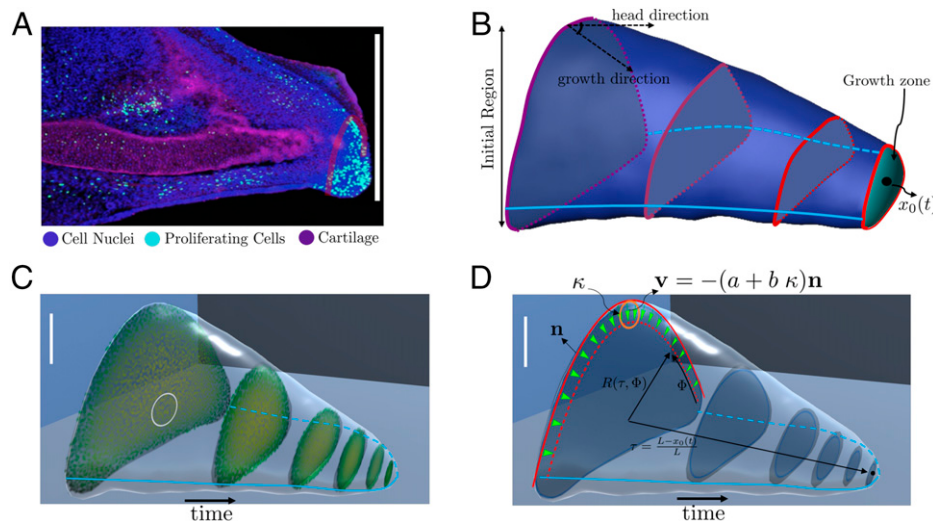 A
Cell Nuclei Proliferating Cells Cartilage
B
head direction
growth direction
Initial Region
Growth zone
x₀(t)
C
time
D
κ
v = −(a + b κ)n
n
R(τ, Φ)
Φ
τ = L−x₀(t)/L
time